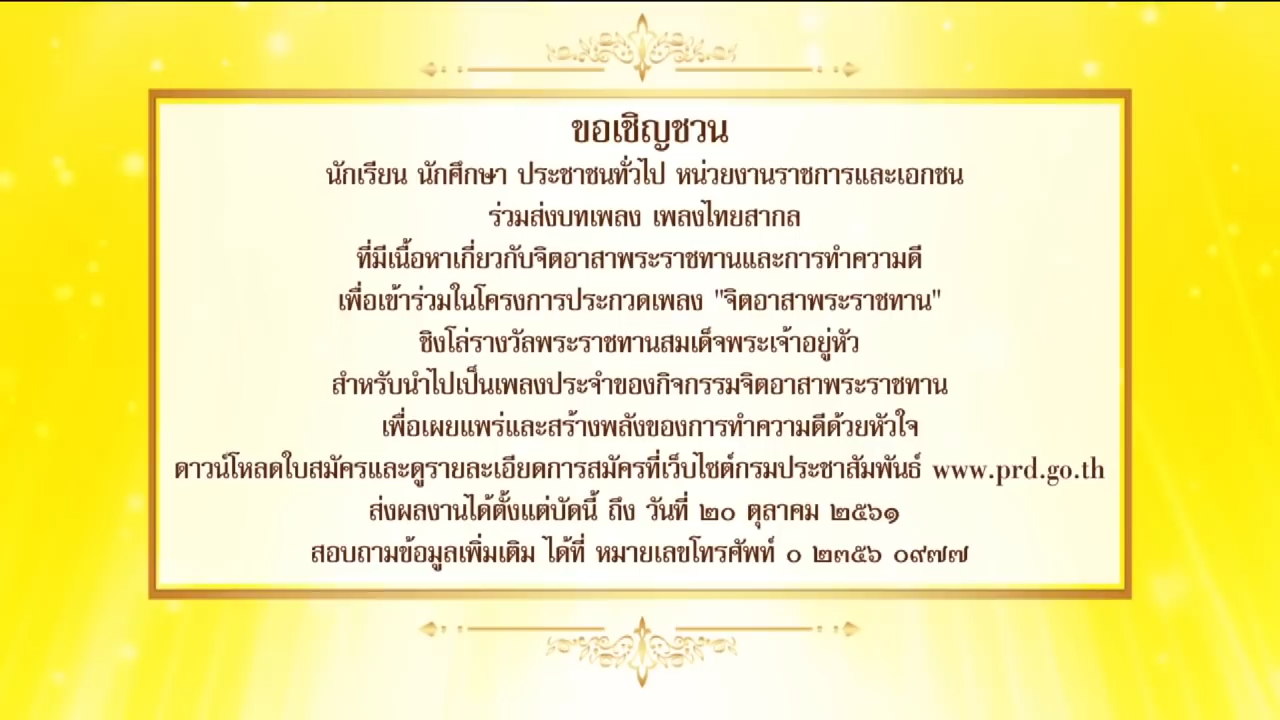 ขอเชิญชวน
นักเรียน นักศึกษา ประชาชนทั่วไป หน่วยงานราชการและเอกชน
ร่วมส่งบทเพลง เพลงไทยสากล
ที่มีเนื้อหาเกี่ยวกับจิตอาสาพระราชทานและการทำความดี
เพื่อเข้าร่วมในโครงการประกวดเพลง "จิตอาสาพระราชทาน"
ชิงโล่รางวัลพระราชทานสมเด็จพระเจ้าอยู่หัว
สำหรับนำไปเป็นเพลงประจำของกิจกรรมจิตอาสาพระราชทาน
เพื่อเผยแพร่และสร้างพลังของการทำความดีด้วยหัวใจ
ดาวน์โหลดใบสมัครและดูรายละเอียดการสมัครที่เว็บไซต์กรมประชาสัมพันธ์ www.prd.go.th
ส่งผลงานได้ตั้งแต่บัดนี้ ถึง วันที่ ๒๐ ตุลาคม ๒๕๖๑
สอบถามข้อมูลเพิ่มเติม ได้ที่ หมายเลขโทรศัพท์ ๐ ๒๓๕๖ ๐๙๗๗